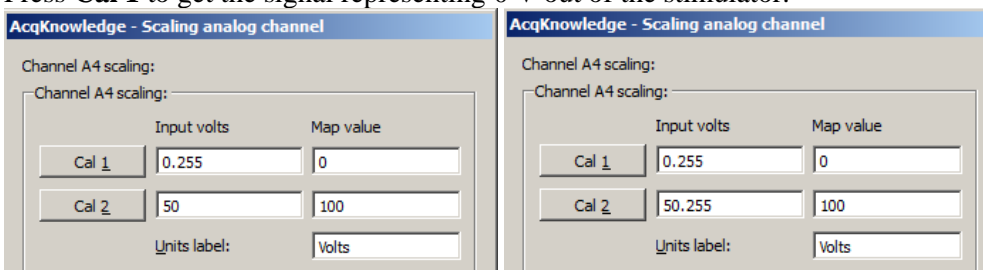 Press Cal 1 to get the signal representing 0 V out of the stimulator.
AcqKnowledge - Scaling analog channel
Channel A4 scaling:
Channel A4 scaling:
Input volts Map value
Cal 1 0.255 0
Cal 2 50 100
Units label: Volts
AcqKnowledge - Scaling analog channel
Channel A4 scaling:
Channel A4 scaling:
Input volts Map value
Cal 1 0.255 0
Cal 2 50.255 100
Units label: Volts